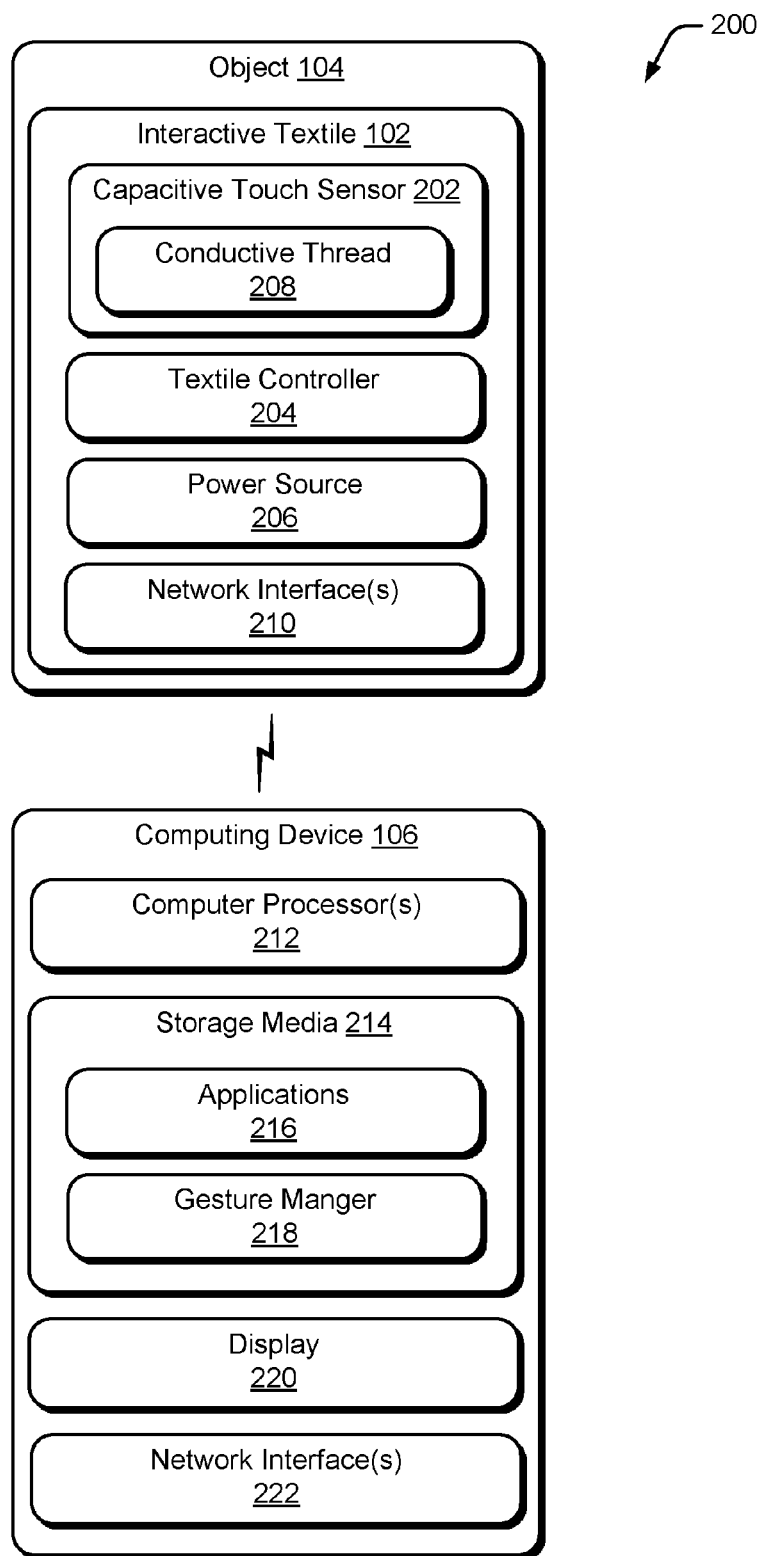 200
Object 104
Interactive Textile 102
Capacitive Touch Sensor 202
Conductive Thread
208
Textile Controller
204
Power Source
206
Network Interface(s)
210
Computing Device 106
Computer Processor(s)
212
Storage Media 214
Applications
216
Gesture Manger
218
Display
220
Network Interface(s)
222